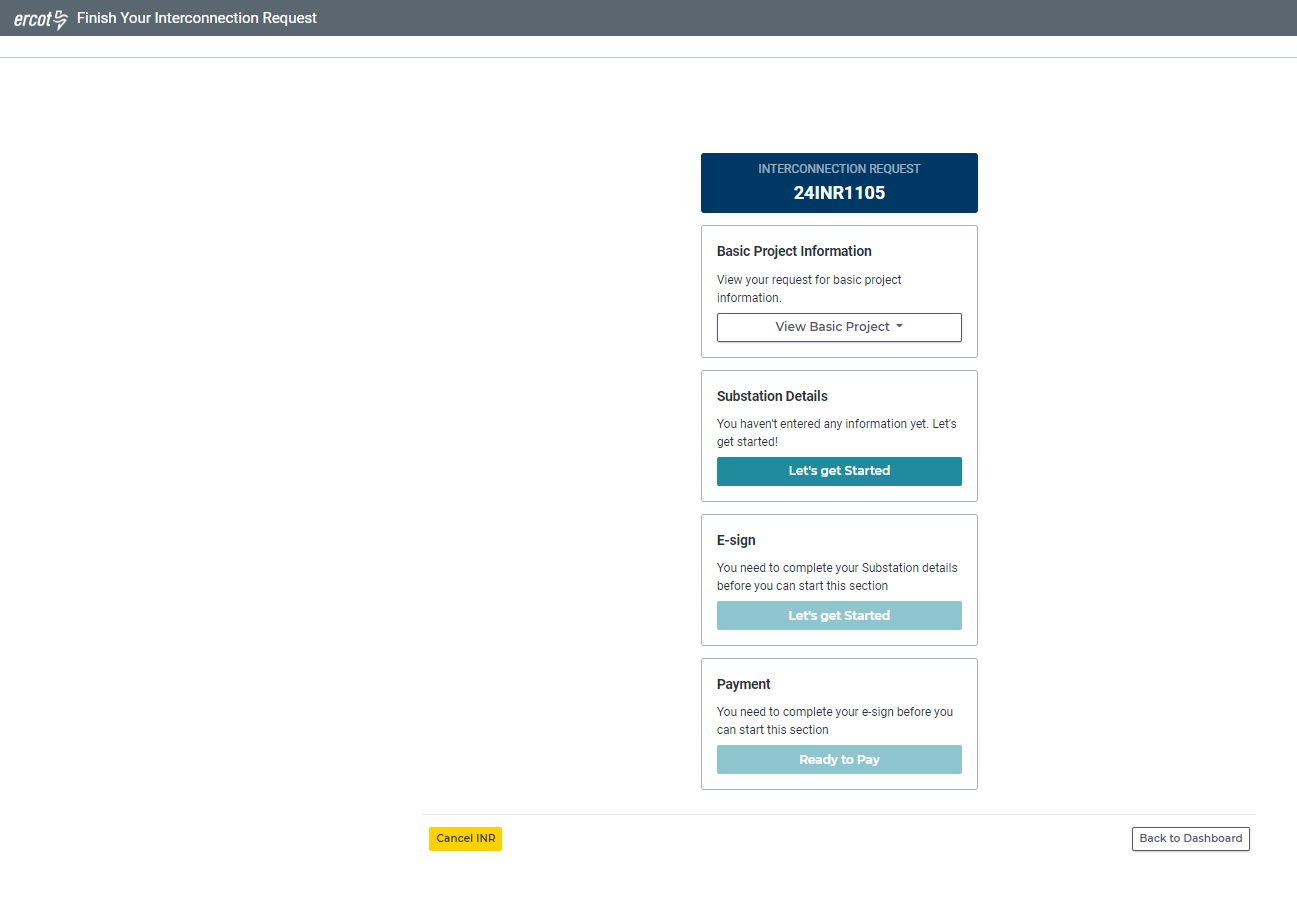 ercot Finish Your Interconnection Request
INTERCONNECTION REQUEST
24INR1105
Basic Project Information
View your request for basic project
information.
View Basic Project
Substation Details
You haven't entered any information yet. Let's
get started!
Let's get Started
E-sign
You need to complete your Substation details
before you can start this section
Let's get Started
Payment
You need to complete your e-sign before you
can start this section
Ready to Pay
Cancel INR
Back to Dashboard